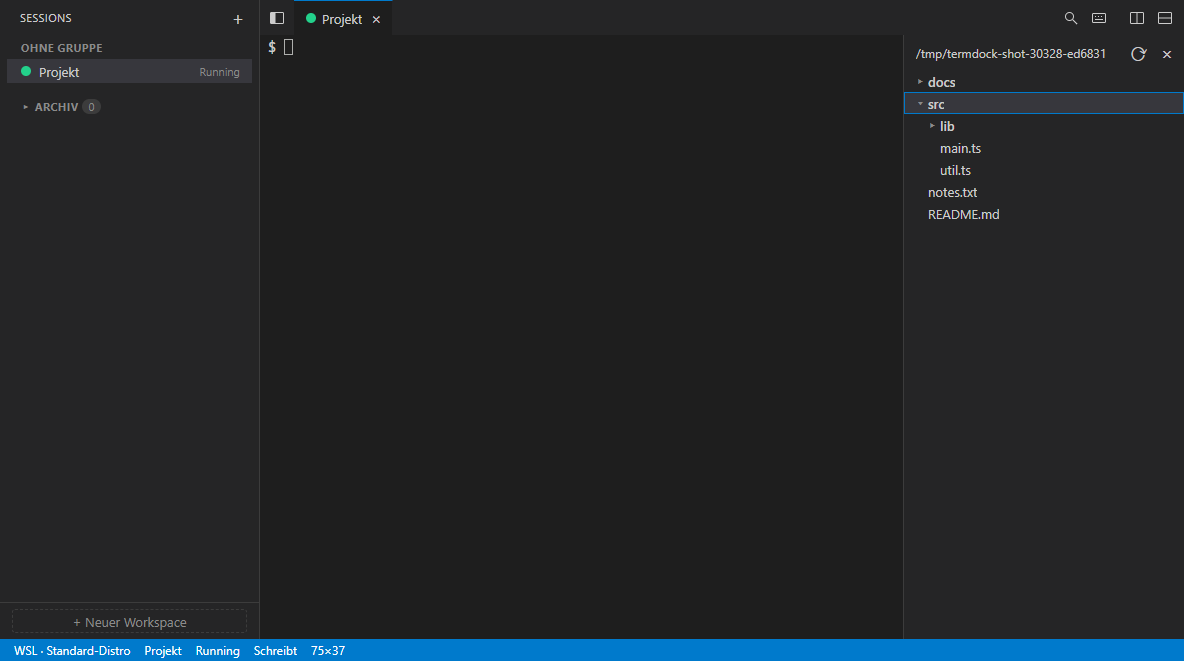 SESSIONS +
OHNE GRUPPE
Projekt Running
ARCHIV 0
+ Neuer Workspace
Projekt ×
$
/tmp/termdock-shot-30328-ed6831
docs
src
lib
main.ts
util.ts
notes.txt
README.md
WSL · Standard-Distro Projekt Running Schreibt 75×37